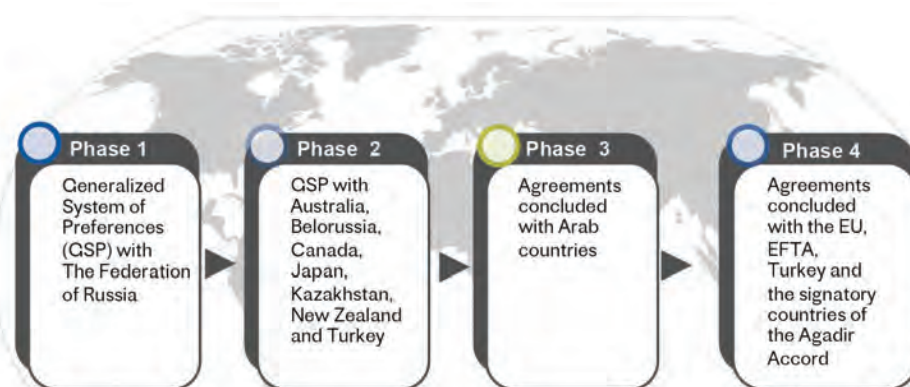 Phase 1
Generalized
System of
Preferences
(GSP) with
The Federation
of Russia
Phase 2
GSP with
Australia,
Belorussia,
Canada,
Japan,
Kazakhstan,
New Zealand
and Turkey
Phase 3
Agreements
concluded
with Arab
countries
Phase 4
Agreements
concluded
with the EU,
EFTA,
Turkey and
the signatory
countries of
the Agadir
Accord